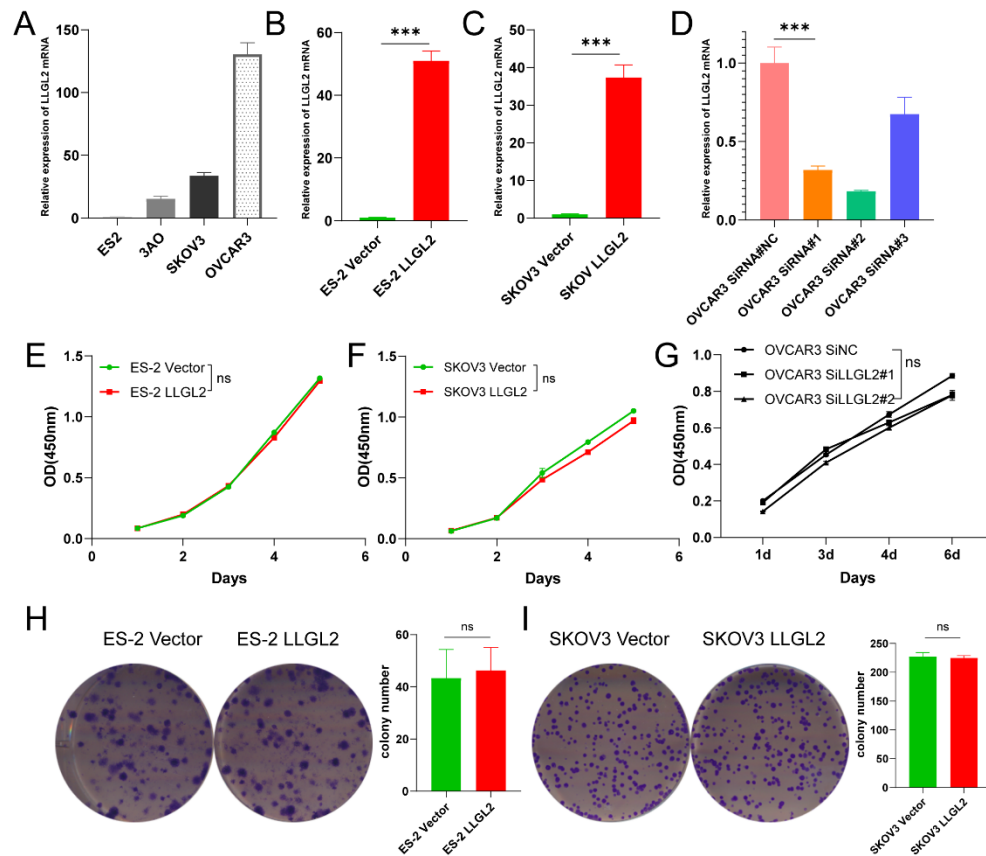 A
Relative expression of LLGL2 mRNA
150
100
50
0
ES2
3AO
SKOV3
OVCAR3
B
Relative expression of LLGL2 mRNA
60
40
20
0
***
ES-2 Vector
ES-2 LLGL2
C
Relative expression of LLGL2 mRNA
50
40
30
20
10
0
***
SKOV3 Vector
SKOV LLGL2
D
Relative expression of LLGL2 mRNA
1.0
0.5
0.0
***
OVCAR3 SiRNA#NC
OVCAR3 SiRNA#1
OVCAR3 SiRNA#2
OVCAR3 SiRNA#3
E
OD(450nm)
1.5
1.0
0.5
0.0
0
2
4
6
Days
ES-2 Vector
ES-2 LLGL2
ns
F
OD(450nm)
1.5
1.0
0.5
0.0
0
2
4
6
Days
SKOV3 Vector
SKOV3 LLGL2
ns
G
OD(450nm)
1.0
0.8
0.6
0.4
0.2
0.0
1d
3d
4d
6d
Days
OVCAR3 SiNC
OVCAR3 SiLLGL2#1
OVCAR3 SiLLGL2#2
ns
H
ES-2 Vector
ES-2 LLGL2
colony number
60
40
20
0
ns
ES-2 Vector
ES-2 LLGL2
I
SKOV3 Vector
SKOV3 LLGL2
colony number
250
200
150
100
50
0
ns
SKOV3 Vector
SKOV3 LLGL2